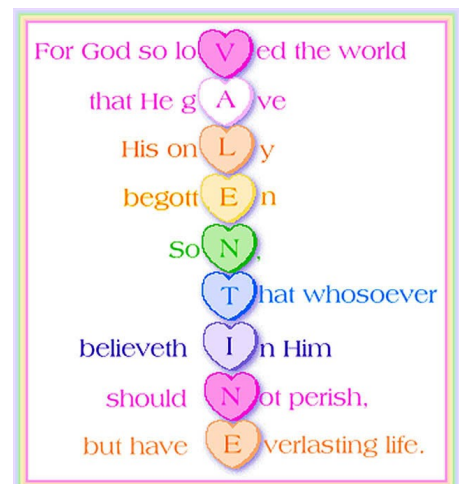 For God so loVed the world
that He gAve
His onLy
begottEn
SoN,
That whosoever
believeth In Him
should Not perish,
but have Everlasting life.